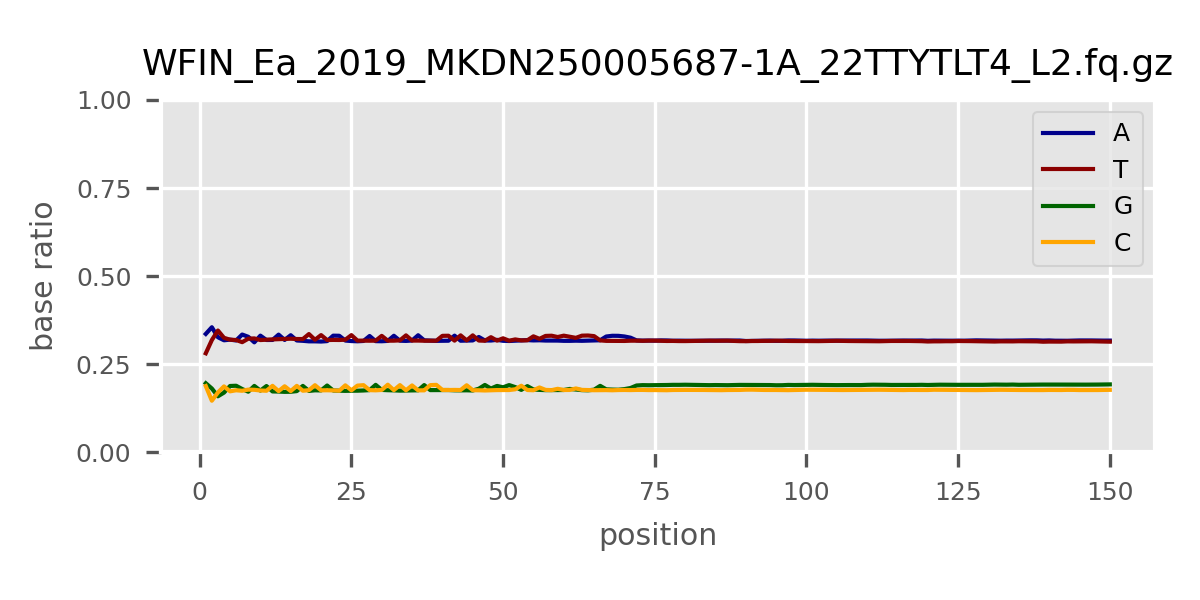 WFIN_Ea_2019_MKDN250005687-1A_22TTYTLT4_L2.fq.gz
1.00
0.75
0.50
0.25
0.00
base ratio
A
T
G
C
0 25 50 75 100 125 150
position